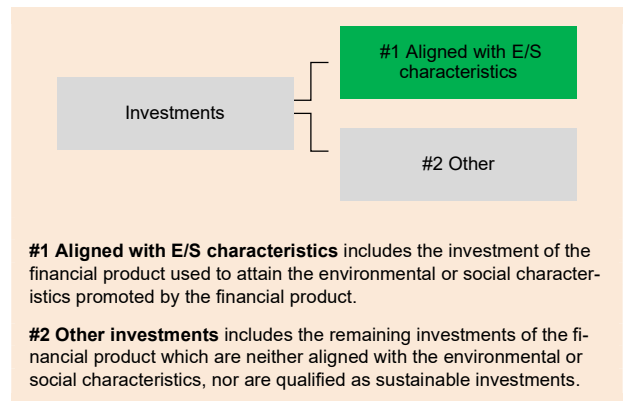 #1 Aligned with E/S
characteristics
Investments
#2 Other
#1 Aligned with E/S characteristics includes the investment of the
financial product used to attain the environmental or social character-
istics promoted by the financial product.
#2 Other investments includes the remaining investments of the fi-
nancial product which are neither aligned with the environmental or
social characteristics, nor are qualified as sustainable investments.